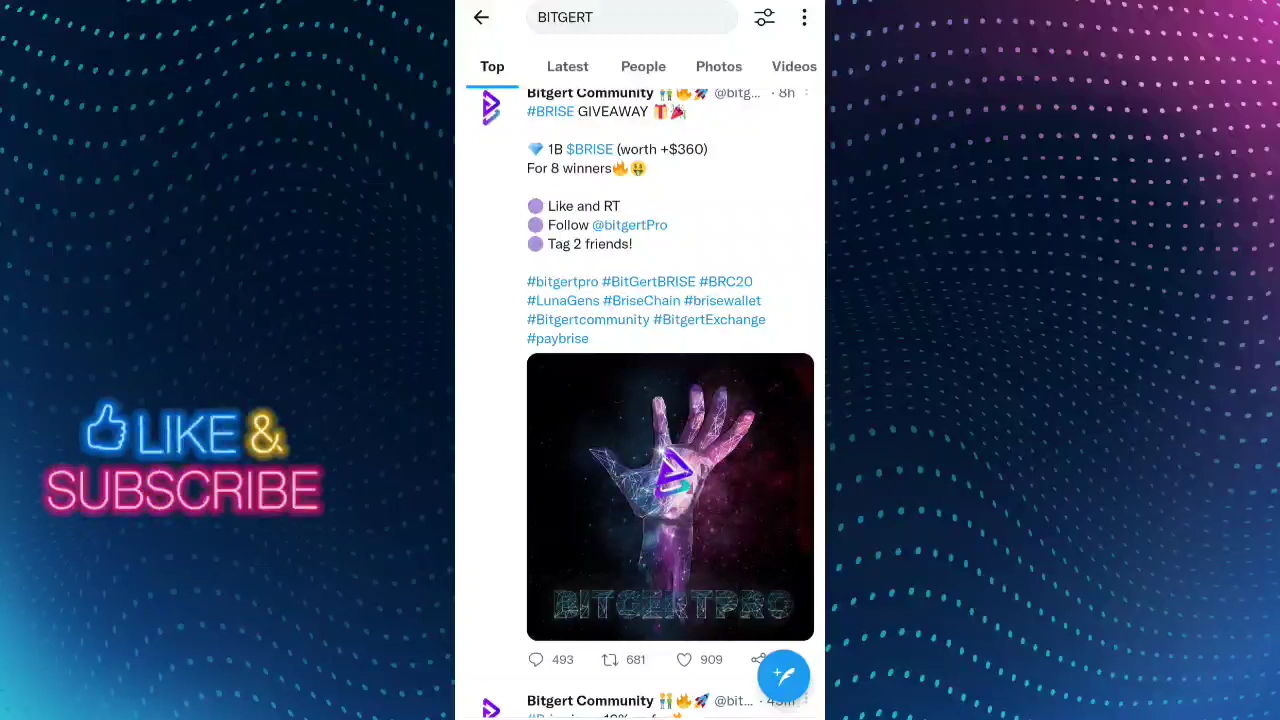 BITGERT
Top Latest People Photos Videos
Bitgert Community 👬🔥🚀 @bitg... · 8h
#BRISE GIVEAWAY 🎁🎉
💎 1B $BRISE (worth +$360)
For 8 winners🔥🤑
🟣 Like and RT
🟣 Follow @bitgertPro
🟣 Tag 2 friends!
#bitgertpro #BitGertBRISE #BRC20
#LunaGens #BriseChain #brisewallet
#Bitgertcommunity #BitgertExchange
#paybrise
BITGERTPRO
493 681 909
Bitgert Community 👬🔥🚀 @bit...
LIKE &
SUBSCRIBE